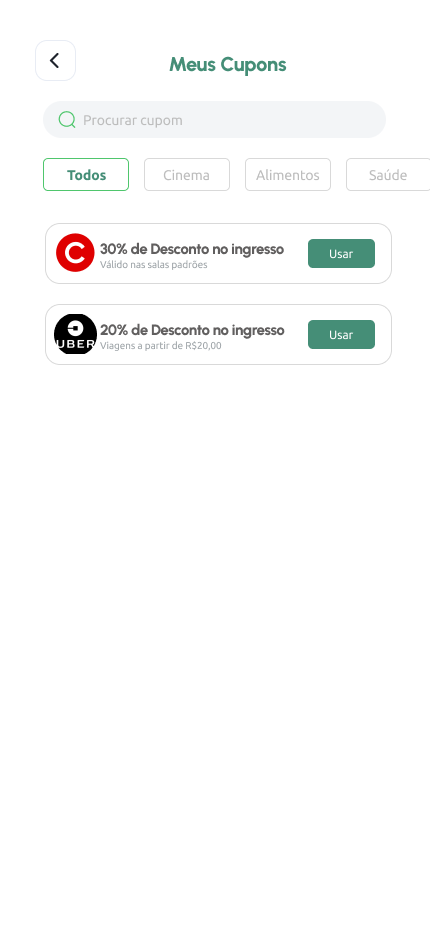 Meus Cupons
Procurar cupom
Todos Cinema Alimentos Saúde
C
30% de Desconto no ingresso
Válido nas salas padrões
Usar
UBER
20% de Desconto no ingresso
Viagens a partir de R$20,00
Usar